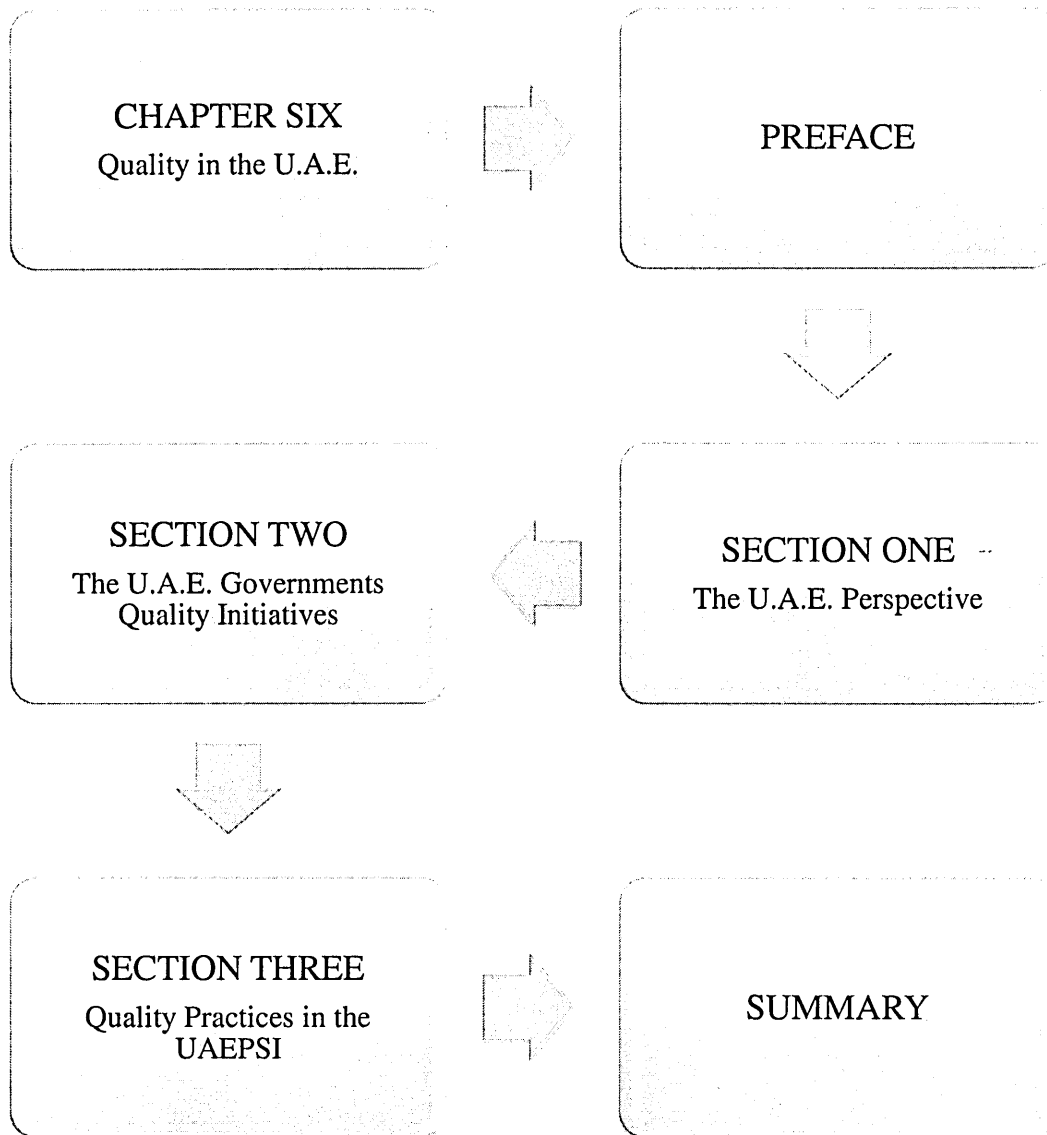 CHAPTER SIX
Quality in the U.A.E.
PREFACE
SECTION ONE
The U.A.E. Perspective
SECTION TWO
The U.A.E. Governments
Quality Initiatives
SECTION THREE
Quality Practices in the
UAEPSI
SUMMARY